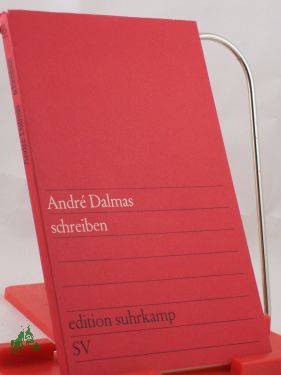 André Dalmas
schreiben
edition suhrkamp
SV